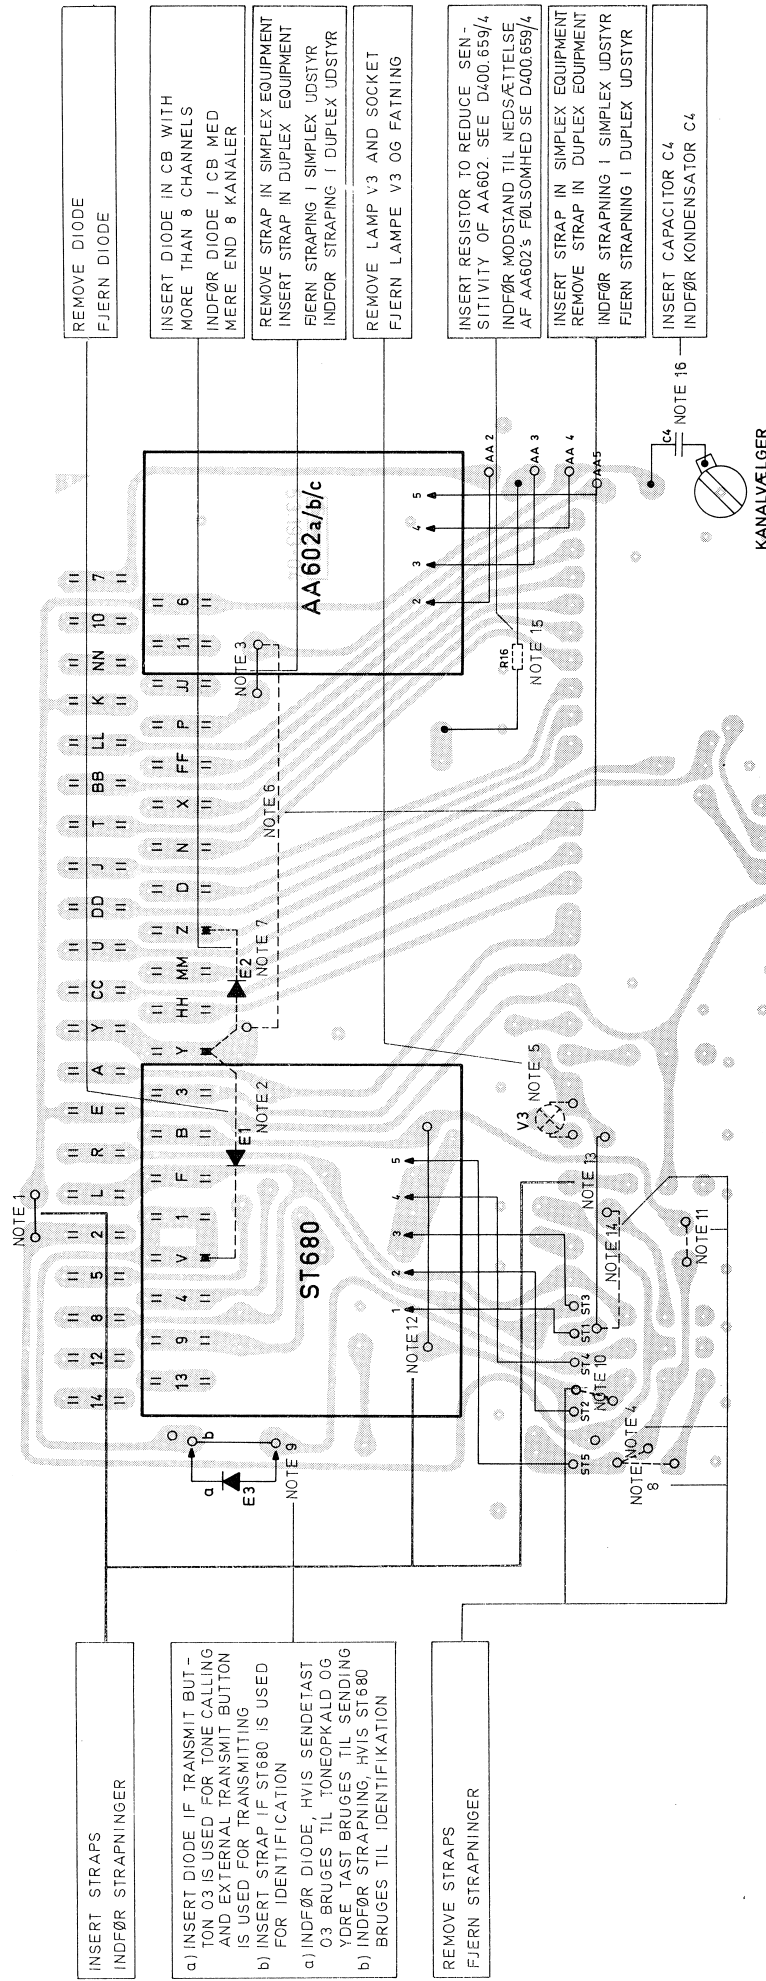 REMOVE DIODE
FJERN DIODE
INSERT DIODE IN CB WITH
MORE THAN 8 CHANNELS
INDFØR DIODE I CB MED
MERE END 8 KANALER
REMOVE STRAP IN SIMPLEX EQUIPMENT
INSERT STRAP IN DUPLEX EQUIPMENT
FJERN STRAPING I SIMPLEX UDSTYR
INDFOR STRAPING I DUPLEX UDSTYR
REMOVE LAMP V3 AND SOCKET
FJERN LAMPE V3 OG FATNING
INSERT RESISTOR TO REDUCE SEN-
SITIVITY OF AA602. SEE D400.659/4
INDFØR MODSTAND TIL NEDSÆTTELSE
AF AA602's FØLSOMHED SE D400.659/4
INSERT STRAP IN SIMPLEX EQUIPMENT
REMOVE STRAP IN DUPLEX EQUIPMENT
INDFØR STRAPNING I SIMPLEX UDSTYR
FJERN STRAPNING I DUPLEX UDSTYR
INSERT CAPACITOR C4
INDFØR KONDENSATOR C4
NOTE 1
14 12 8 5 2 L R E A Y CC U DD J T BB LL K NN 10 7
13 9 4 V 1 F B 3 Y HH MM Z D N X FF P JJ 11 6
a b
E3
NOTE 9
E1
NOTE 2
E2
NOTE 7
NOTE 6
NOTE 3
ST680
AA602a/b/c
NOTE 12
1 2 3 4 5
2 3 4 5
AA 2
AA 3
AA 4
AA5
R16
NOTE 15
C4
NOTE 16
KANALVÆLGER
V3
NOTE 5
NOTE 13
NOTE 14
NOTE 11
ST5
ST2
ST4
ST1
ST3
NOTE 10
NOTE 4
NOTE
8
INSERT STRAPS
INDFØR STRAPNINGER
a) INSERT DIODE IF TRANSMIT BUT-
TON O3 IS USED FOR TONE CALLING
AND EXTERNAL TRANSMIT BUTTON
IS USED FOR TRANSMITTING
b) INSERT STRAP IF ST680 IS USED
FOR IDENTIFICATION
a) INDFØR DIODE, HVIS SENDETAST
O3 BRUGES TIL TONEOPKALD OG
YDRE TAST BRUGES TIL SENDING
b) INDFØR STRAPNING, HVIS ST680
BRUGES TIL IDENTIFIKATION
REMOVE STRAPS
FJERN STRAPNINGER